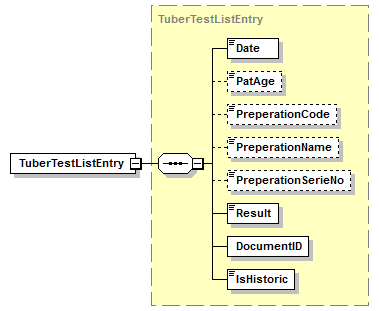 TuberTestListEntry
Date
PatAge
PreperationCode
PreperationName
TuberTestListEntry
PreperationSerieNo
Result
DocumentID
IsHistoric